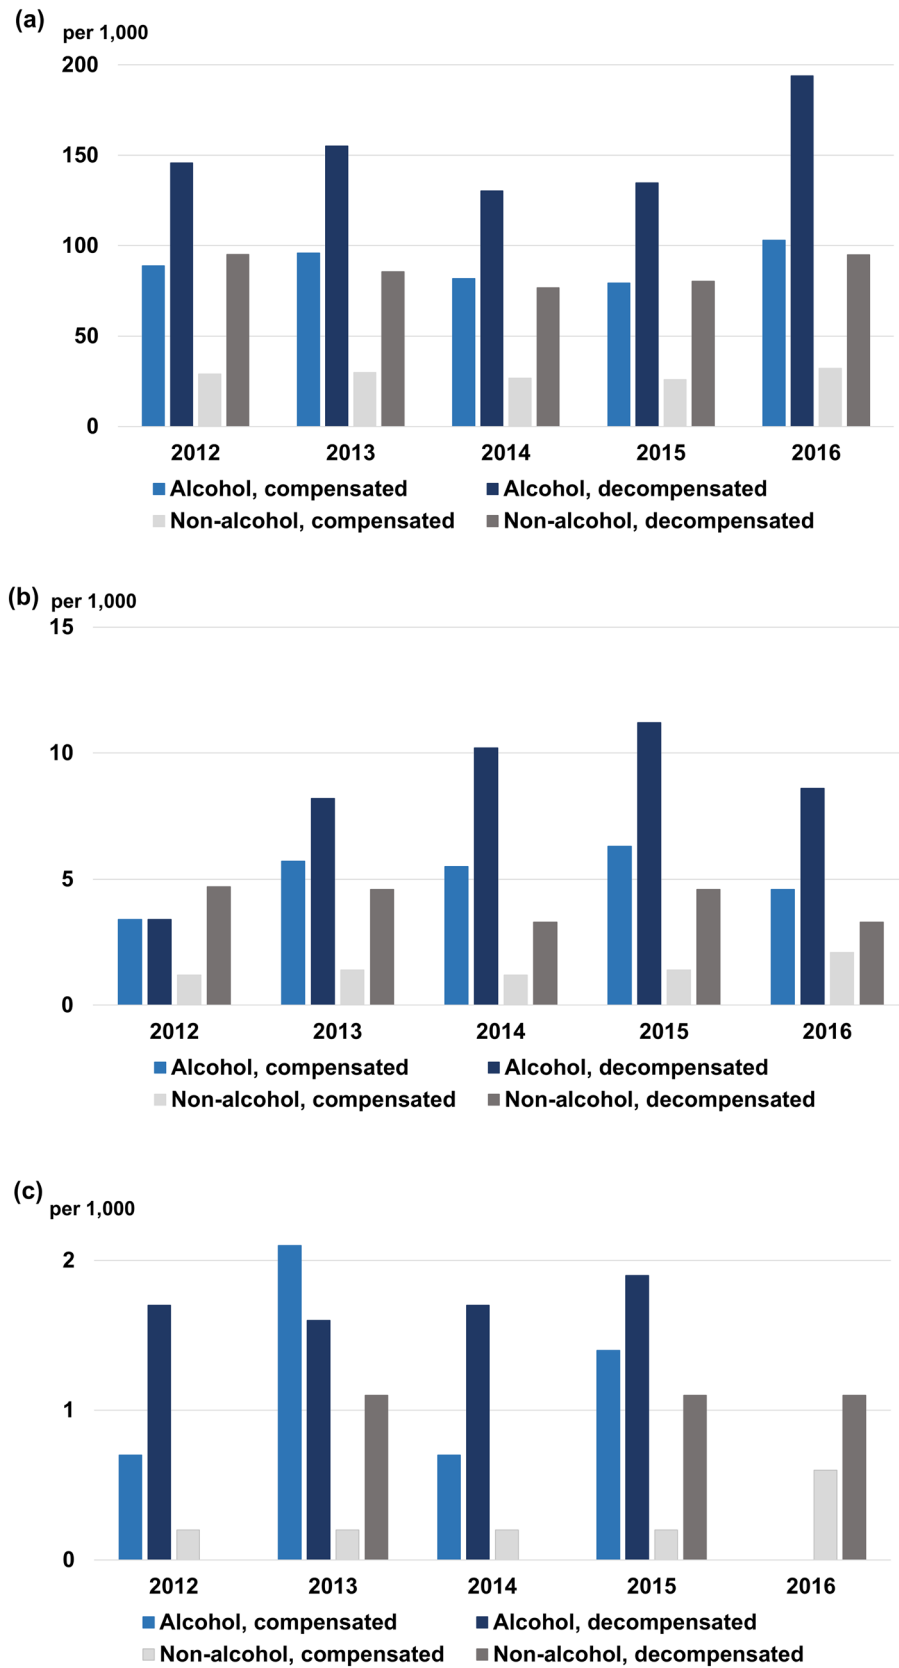 (a)
per 1,000
200
150
100
50
0
2012 2013 2014 2015 2016
Alcohol, compensated Alcohol, decompensated
Non-alcohol, compensated Non-alcohol, decompensated
(b) per 1,000
15
10
5
0
2012 2013 2014 2015 2016
Alcohol, compensated Alcohol, decompensated
Non-alcohol, compensated Non-alcohol, decompensated
(c)
per 1,000
2
1
0
2012 2013 2014 2015 2016
Alcohol, compensated Alcohol, decompensated
Non-alcohol, compensated Non-alcohol, decompensated